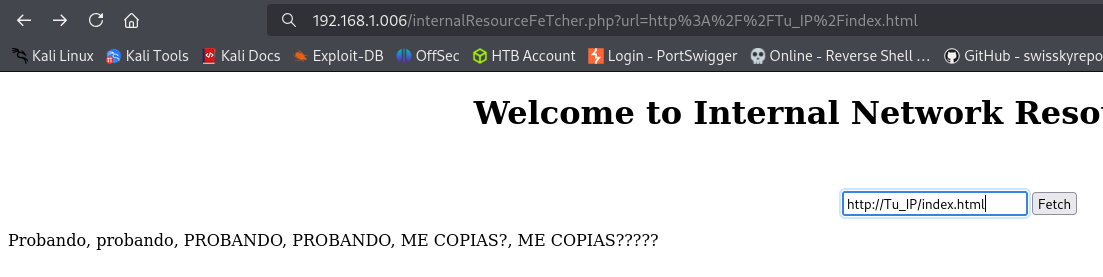 192.168.1.006/internalResourceFeTcher.php?url=http%3A%2F%2FTu_IP%2Findex.html
Kali Linux Kali Tools Kali Docs Exploit-DB OffSec HTB Account Login - PortSwigger Online - Reverse Shell ... GitHub - swisskyrepo
Welcome to Internal Network Reso
http://Tu_IP/index.html Fetch
Probando, probando, PROBANDO, PROBANDO, ME COPIAS?, ME COPIAS?????